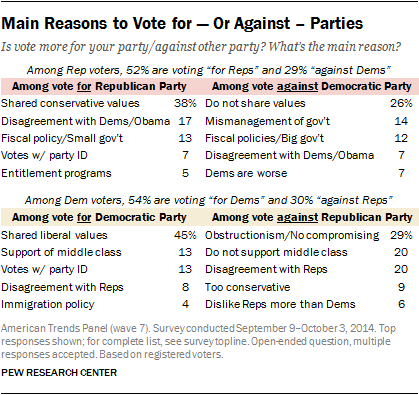 Main Reasons to Vote for — Or Against – Parties
Is vote more for your party/against other party? What's the main reason?
Among Rep voters, 52% are voting "for Reps" and 29% "against Dems"
Among vote for Republican Party Among vote against Democratic Party
Shared conservative values 38% Do not share values 26%
Disagreement with Dems/Obama 17 Mismanagement of gov't 14
Fiscal policy/Small gov't 13 Fiscal policies/Big gov't 12
Votes w/ party ID 7 Disagreement with Dems/Obama 7
Entitlement programs 5 Dems are worse 7
Among Dem voters, 54% are voting "for Dems" and 30% "against Reps"
Among vote for Democratic Party Among vote against Republican Party
Shared liberal values 45% Obstructionism/No compromising 29%
Support of middle class 13 Do not support middle class 20
Votes w/ party ID 13 Disagreement with Reps 20
Disagreement with Reps 8 Too conservative 9
Immigration policy 4 Dislike Reps more than Dems 6
American Trends Panel (wave 7). Survey conducted September 9–October 3, 2014. Top
responses shown; for complete list, see survey topline. Open-ended question, multiple
responses accepted. Based on registered voters.
PEW RESEARCH CENTER